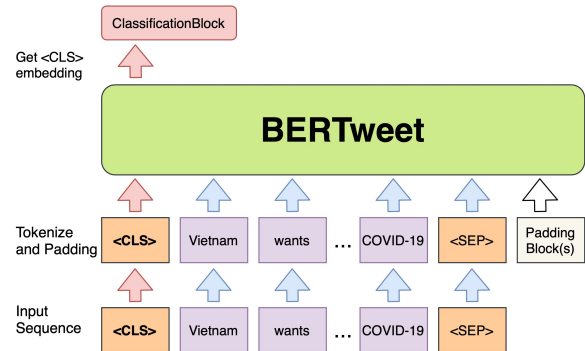 ClassificationBlock
Get <CLS>
embedding
BERTweet
Tokenize
and Padding
<CLS>
Vietnam
wants
...
COVID-19
<SEP>
Padding
Block(s)
Input
Sequence
<CLS>
Vietnam
wants
...
COVID-19
<SEP>